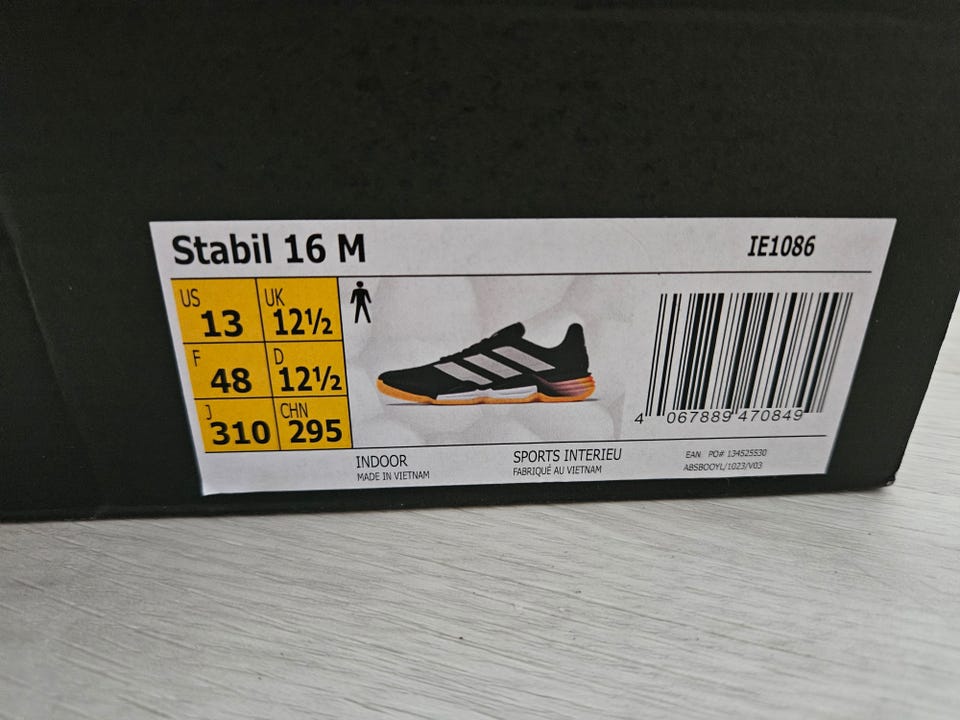 Stabil 16 M IE1086
US 13 UK 12½
F 48 D 12½
J 310 CHN 295
4 067889 470849
INDOOR SPORTS INTERIEU EAN PO# 134525530
MADE IN VIETNAM FABRIQUÉ AU VIETNAM ABSBOOYL/1023/V03